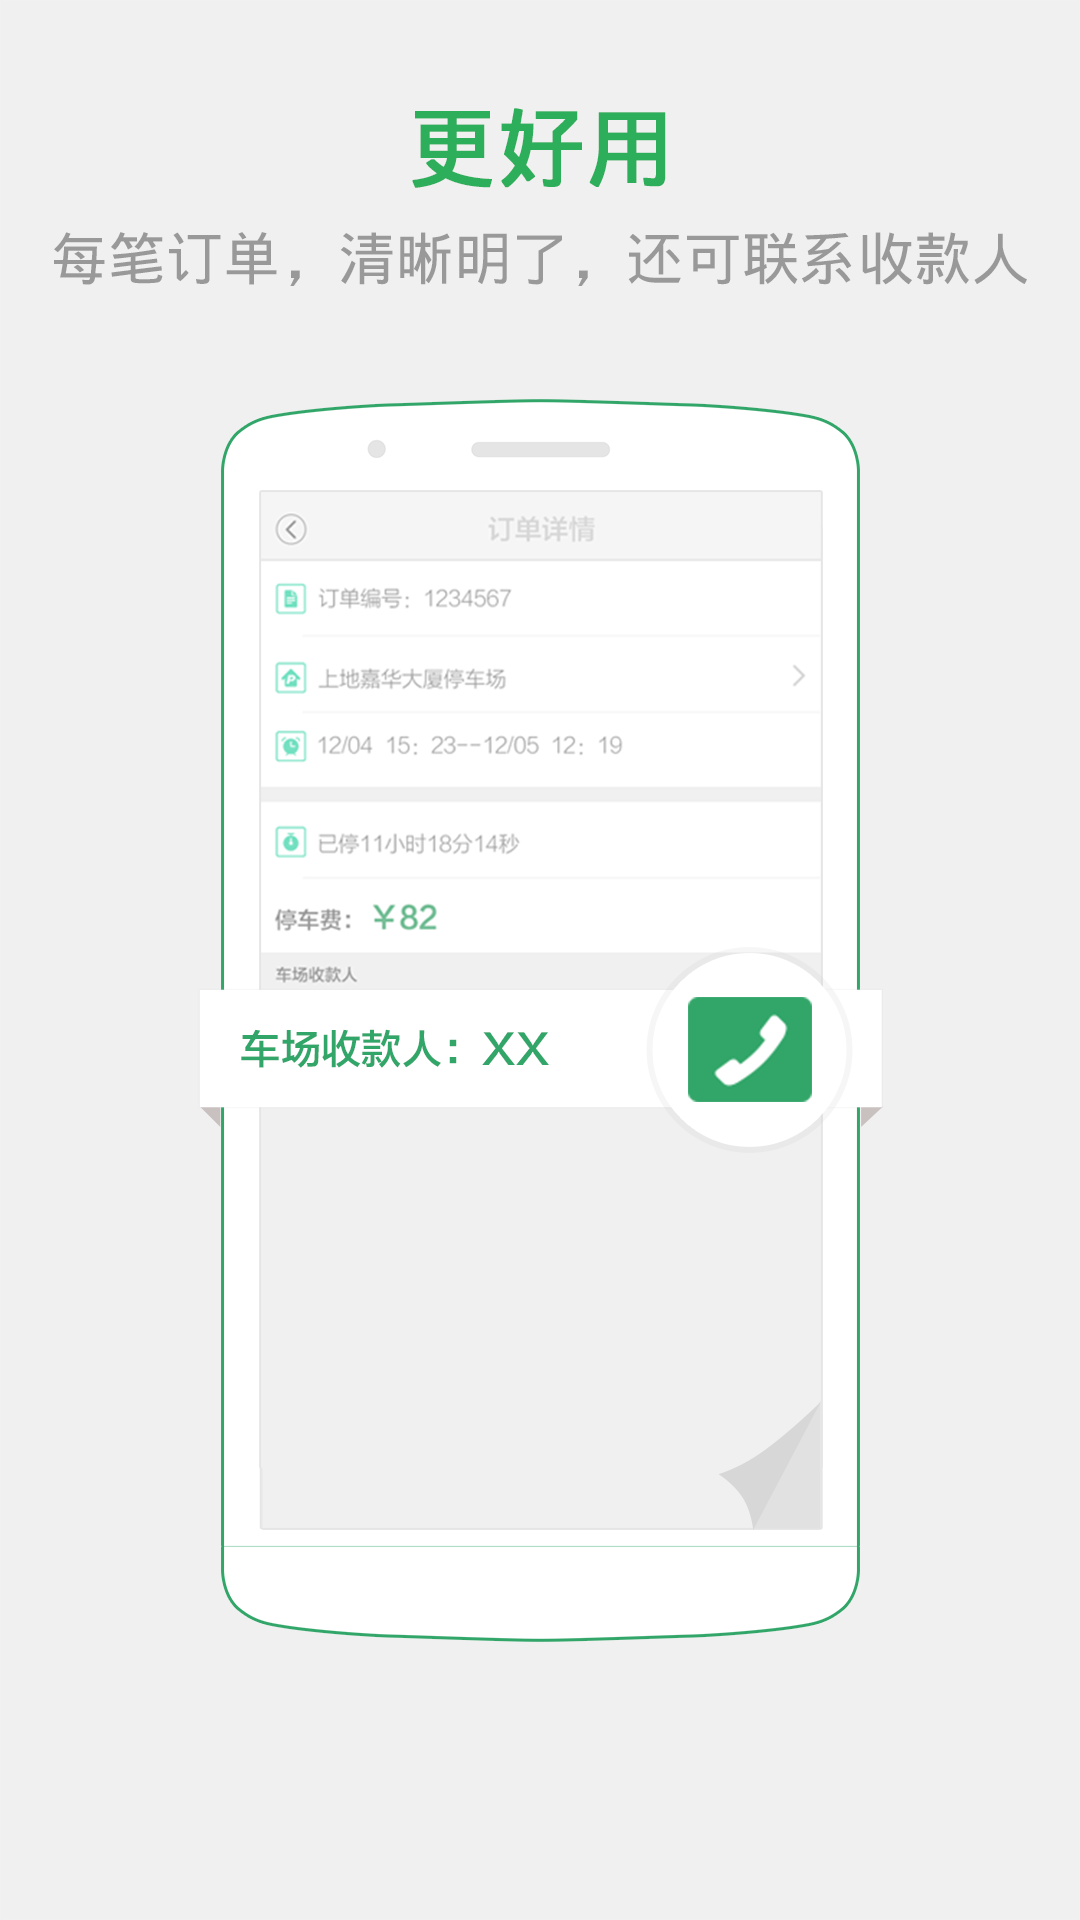 更好用
每笔订单，清晰明了，还可联系收款人
订单详情
订单编号：1234567
上地嘉华大厦停车场
12/04 15：23--12/05 12：19
已停11小时18分14秒
停车费：￥82
车场收款人
车场收款人：XX